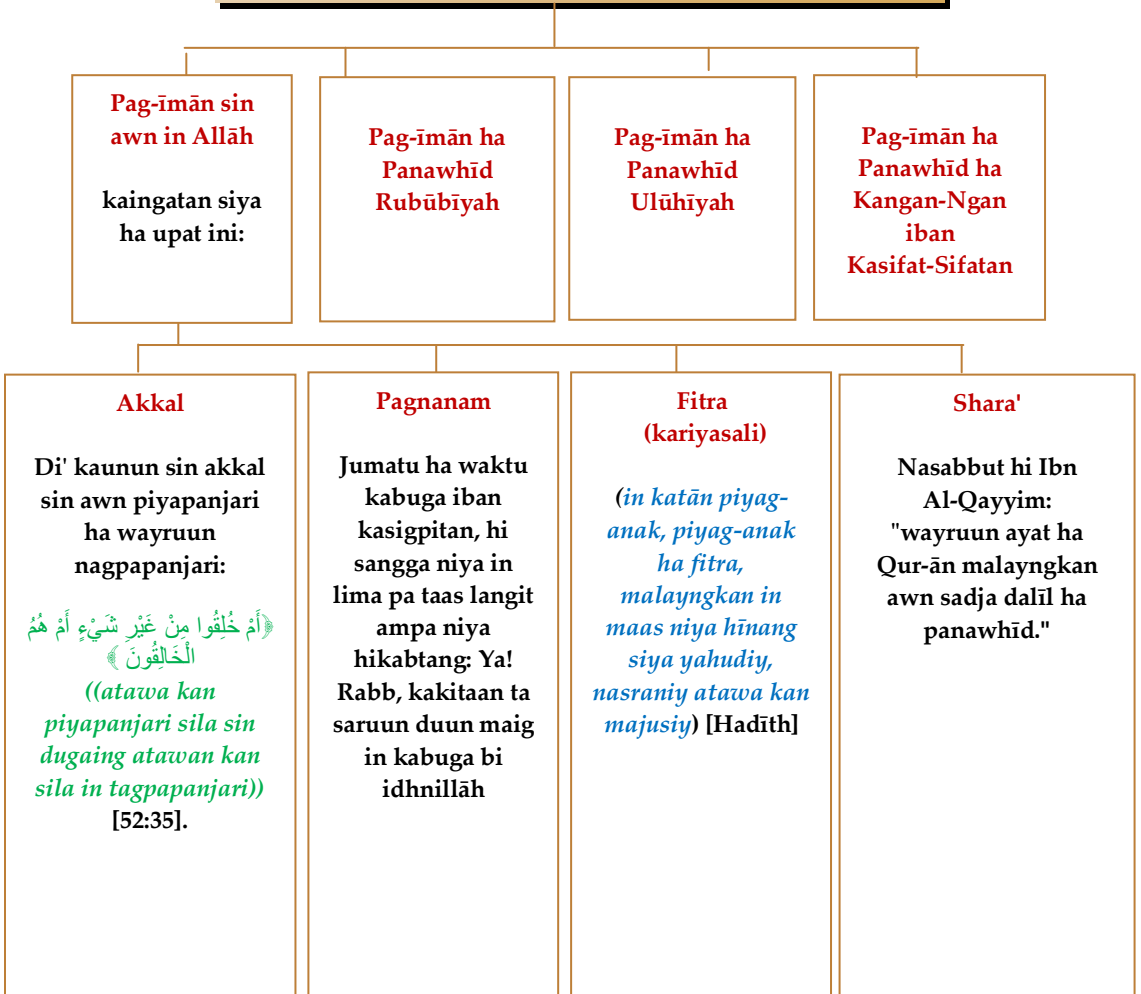 Pag-īmān sin
awn in Allāh
kaingatan siya
ha upat ini:
Pag-īmān ha
Panawhīd
Rubūbīyah
Pag-īmān ha
Panawhīd
Ulūhīyah
Pag-īmān ha
Panawhīd ha
Kangan-Ngan
iban
Kasifat-Sifatan
Akkal
Di' kaunun sin akkal
sin awn piyapanjari
ha wayruun
nagpapanjari:
﴿أَمْ خُلِقُوا مِنْ غَيْرِ شَيْءٍ أَمْ هُمُ
الْخَالِقُونَ ﴾
((atawa kan
piyapanjari sila sin
dugaing atawan kan
sila in tagpapanjari))
[52:35].
Pagnanam
Jumatu ha waktu
kabuga iban
kasigpitan, hi
sangga niya in
lima pa taas langit
ampa niya
hikabtang: Ya!
Rabb, kakitaan ta
saruun duun maig
in kabuga bi
idhnillāh
Fitra
(kariyasali)
(in katān piyag-
anak, piyag-anak
ha fitra,
malayngkan in
maas niya hīnang
siya yahudiy,
nasraniy atawa kan
majusiy) [Hadīth]
Shara'
Nasabbut hi Ibn
Al-Qayyim:
"wayruun ayat ha
Qur-ān malayngkan
awn sadja dalīl ha
panawhīd."